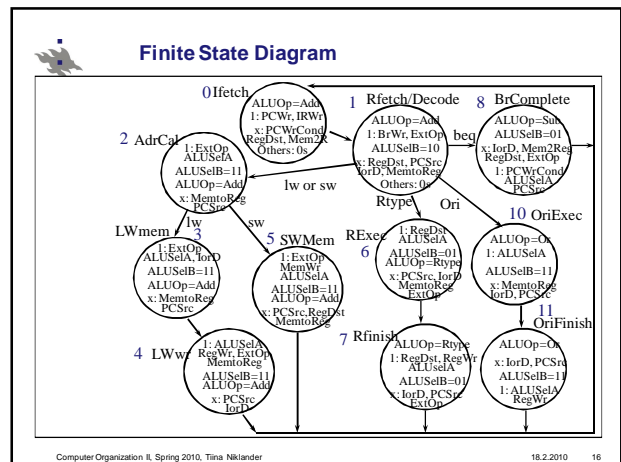 Finite State Diagram
0 Ifetch
ALUOp=Add
1: PCWr, IRWr
x: PCWrCond
RegDst, Mem2R
Others: 0s
1 Rfetch/Decode
ALUOp=Add
1: BrWr, ExtOp
ALUSelB=10
x: RegDst, PCSrc
IorD, MemtoReg
Others: 0s
beq
8 BrComplete
ALUOp=Sub
ALUSelB=01
x: IorD, Mem2Reg
RegDst, ExtOp
1: PCWrCond
ALUSelA
PCSrc
2 AdrCal
1: ExtOp
ALUSelA
ALUSelB=11
ALUOp=Add
x: MemtoReg
PCSrc
lw or sw
Rtype
Ori
lw
sw
LWmem
3
1: ExtOp
ALUSelA, IorD
ALUSelB=11
ALUOp=Add
x: MemtoReg
PCSrc
5 SWMem
1: ExtOp
MemWr
ALUSelA
ALUSelB=11
ALUOp=Add
x: PCSrc,RegDst
MemtoReg
RExec
6
1: RegDst
ALUSelA
ALUSelB=01
ALUOp=Rtype
x: PCSrc, IorD
MemtoReg
ExtOp
10 OriExec
ALUOp=Or
1: ALUSelA
ALUSelB=11
x: MemtoReg
IorD, PCSrc
4 LWwr
1: ALUSelA
RegWr, ExtOp
MemtoReg
ALUSelB=11
ALUOp=Add
x: PCSrc
IorD
7 Rfinish
ALUOp=Rtype
1: RegDst, RegWr
ALUSelA
ALUSelB=01
x: IorD, PCSrc
ExtOp
11
OriFinish
ALUOp=Or
x: IorD, PCSrc
ALUSelB=11
1: ALUSelA
RegWr
Computer Organization II, Spring 2010, Tiina Niklander
18.2.2010
16